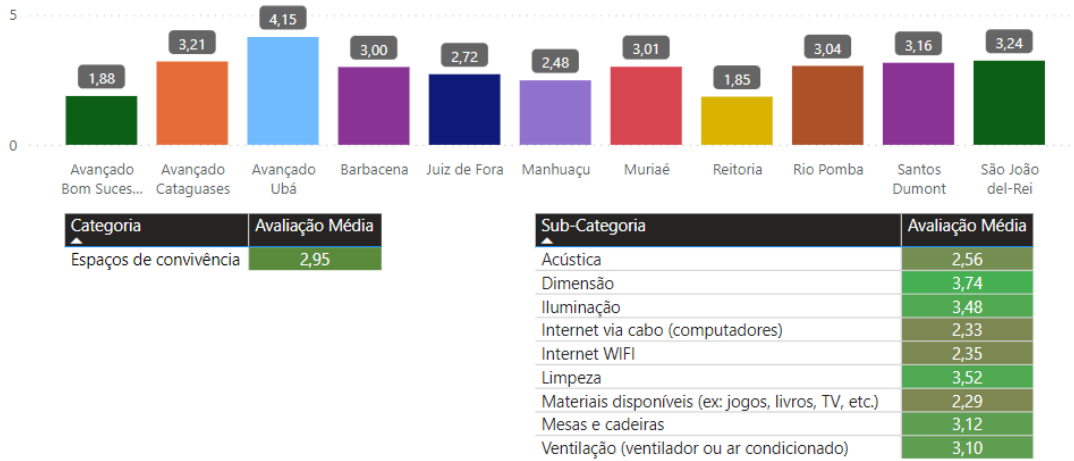 5
4,15
3,21
3,24
3,16
3,00
3,01
3,04
2,72
2,48
1,88
1,85
0
Avançado
Bom Suces...
Avançado
Cataguases
Avançado
Ubá
Barbacena
Juiz de Fora
Manhuaçu
Muriaé
Reitoria
Rio Pomba
Santos
Dumont
São João
del-Rei
Categoria Avaliação Média
Espaços de convivência 2,95
Sub-Categoria Avaliação Média
Acústica 2,56
Dimensão 3,74
Iluminação 3,48
Internet via cabo (computadores) 2,33
Internet WIFI 2,35
Limpeza 3,52
Materiais disponíveis (ex: jogos, livros, TV, etc.) 2,29
Mesas e cadeiras 3,12
Ventilação (ventilador ou ar condicionado) 3,10